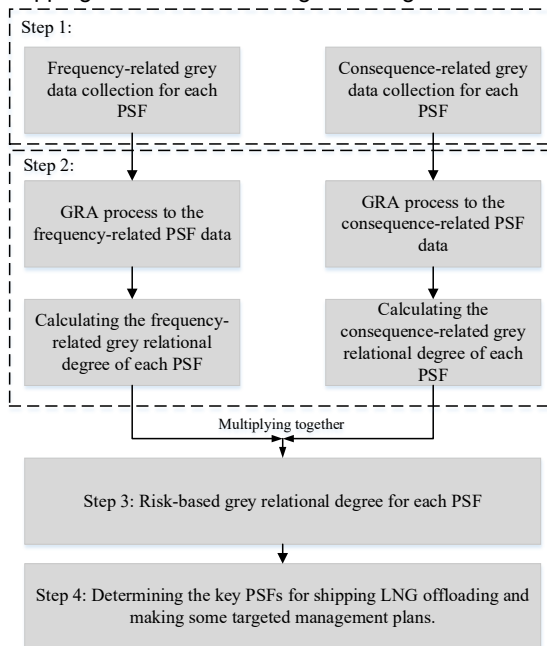 Step 1:
Frequency-related grey
data collection for each
PSF
Consequence-related grey
data collection for each
PSF
Step 2:
GRA process to the
frequency-related PSF data
GRA process to the
consequence-related PSF
data
Calculating the frequency-
related grey relational
degree of each PSF
Calculating the
consequence-related grey
relational degree of each
PSF
Multiplying together
Step 3: Risk-based grey relational degree for each PSF
Step 4: Determining the key PSFs for shipping LNG offloading and
making some targeted management plans.